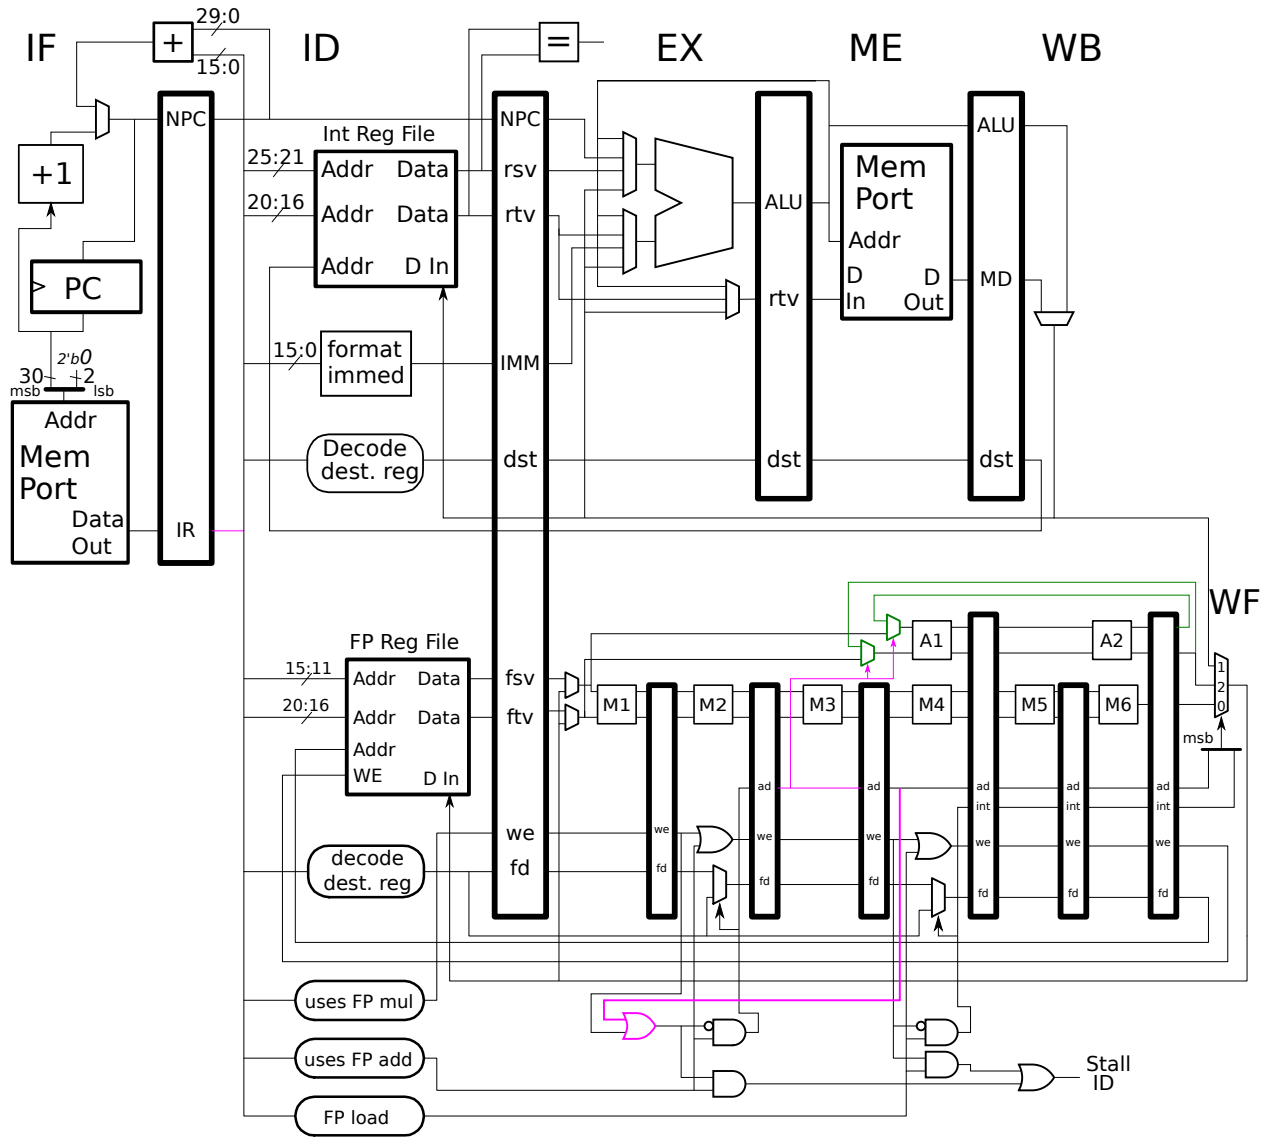 29:0
IF
+
ID
=
EX
ME
WB
15:0
NPC
NPC
ALU
Int Reg File
25:21
Addr
Data
rsv
Mem
Port
+1
20:16
Addr
Data
rtv
ALU
Addr
Addr
D In
PC
D
In
D
Out
MD
rtv
15:0
format
immed
IMM
2'b0
30
2
msb
lsb
Addr
Mem
Port
Data
Out
Decode
dest. reg
dst
dst
dst
IR
WF
FP Reg File
A1
A2
15:11
Addr
Data
fsv
1
2
0
20:16
Addr
Data
ftv
M1
M2
M3
M4
M5
M6
Addr
msb
WE
D In
ad
ad
ad
ad
ad
int
int
int
we
we
we
we
we
we
we
decode
dest. reg
fd
fd
fd
fd
fd
fd
fd
uses FP mul
uses FP add
Stall
ID
FP load